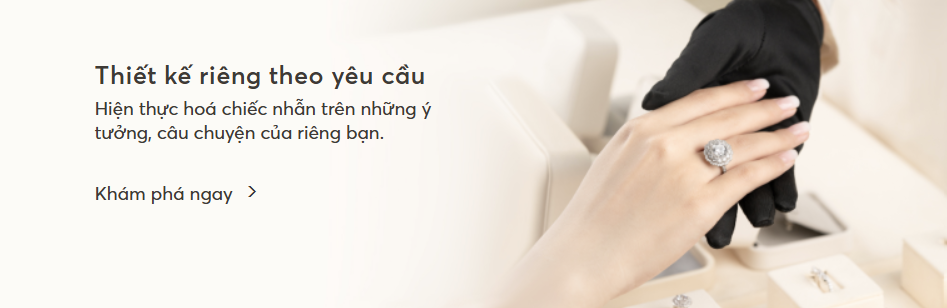 Thiết kế riêng theo yêu cầu
Hiện thực hoá chiếc nhẫn trên những ý
tưởng, câu chuyện của riêng bạn.
Khám phá ngay >